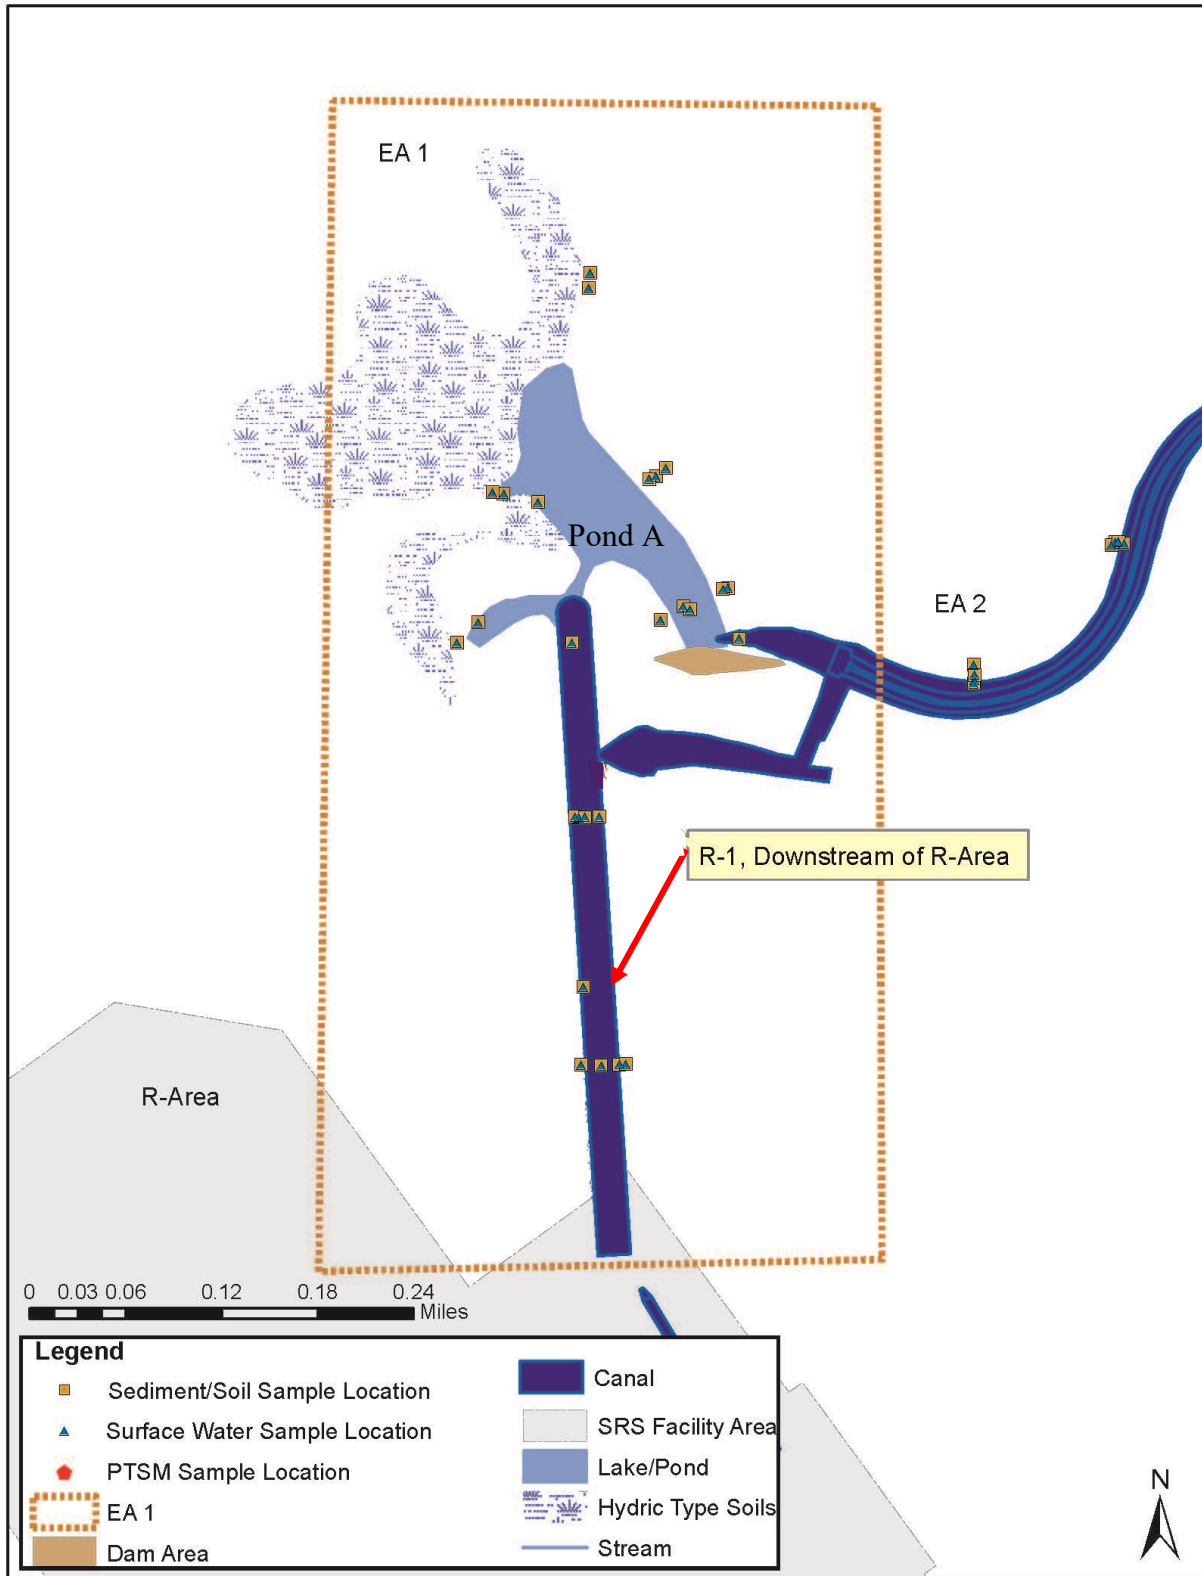 EA 1
Pond A
EA 2
R-1, Downstream of R-Area
R-Area
0 0.03 0.06 0.12 0.18 0.24
Miles
Legend
Sediment/Soil Sample Location
Surface Water Sample Location
PTSM Sample Location
EA 1
Dam Area
Canal
SRS Facility Area
Lake/Pond
Hydric Type Soils
Stream
N